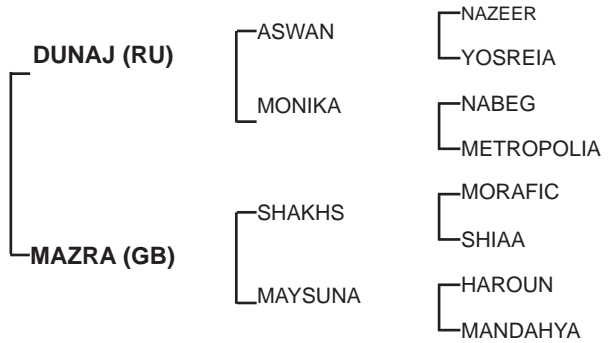 NAZEER
ASWAN
DUNAJ (RU)
YOSREIA
MONIKA
NABEG
METROPOLIA
MORAFIC
SHAKHS
SHIAA
MAZRA (GB)
HAROUN
MAYSUNA
MANDAHYA